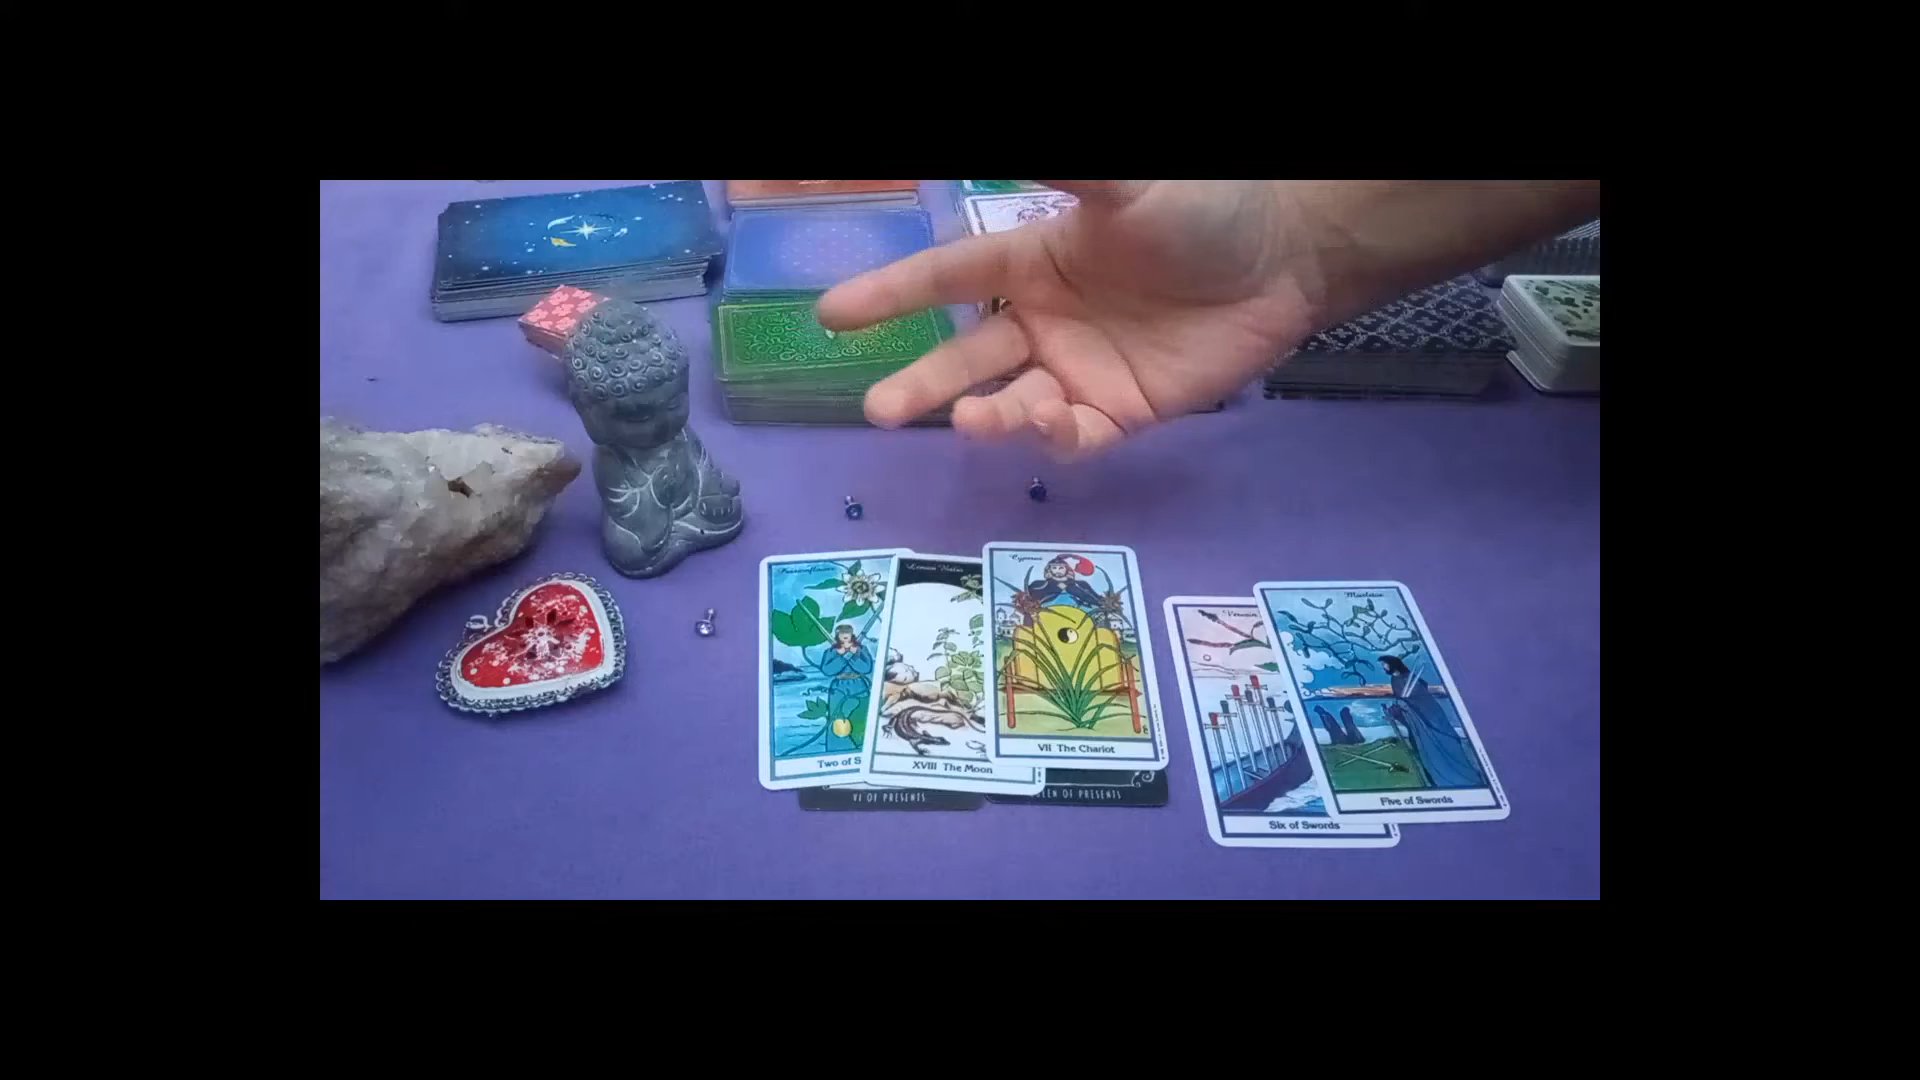 Passionflower
Two of S
Lemon Balm
XVIII The Moon
Cypress
VII The Chariot
VI OF PRESENTS
EEN OF PRESENTS
Six of Swords
Mistletoe
Five of Swords